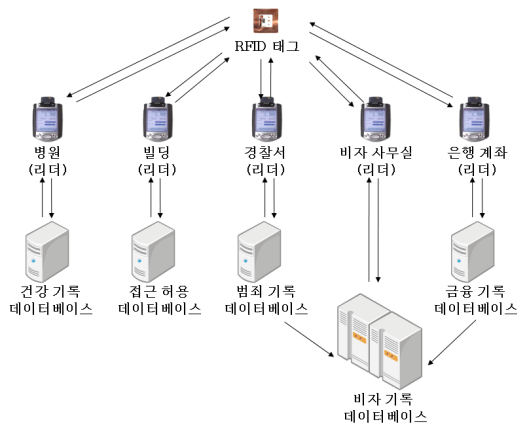 RFID 태그
병원
(리더)
빌딩
(리더)
경찰서
(리더)
비자 사무실
(리더)
은행 계좌
(리더)
건강 기록
데이터베이스
접근 허용
데이터베이스
범죄 기록
데이터베이스
금융 기록
데이터베이스
비자 기록
데이터베이스